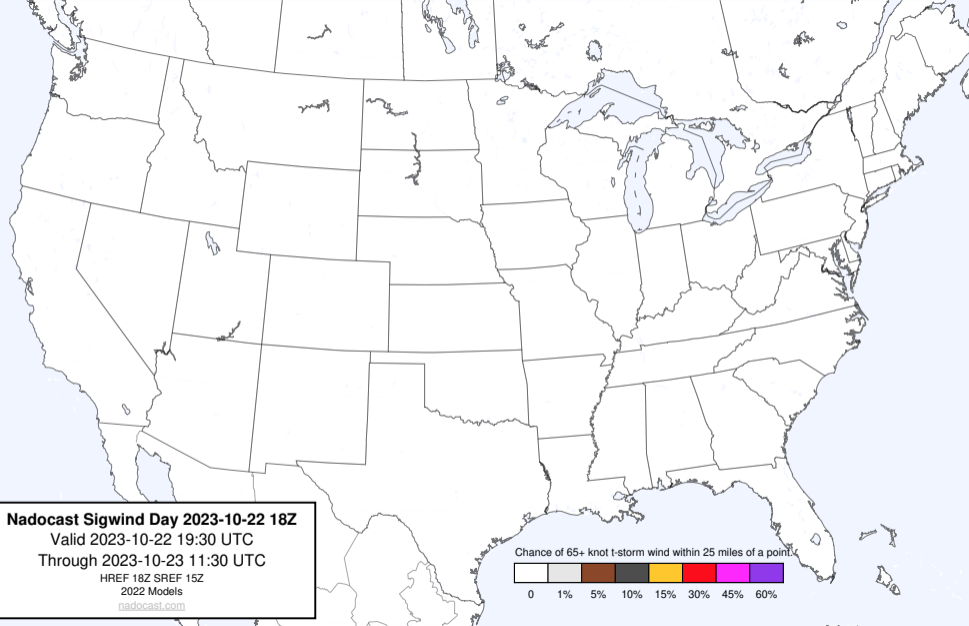 Nadocast Sigwind Day 2023-10-22 18Z
Valid 2023-10-22 19:30 UTC
Through 2023-10-23 11:30 UTC
HREF 18Z SREF 15Z
2022 Models
nadocast.com
Chance of 65+ knot t-storm wind within 25 miles of a point.
0 1% 5% 10% 15% 30% 45% 60%